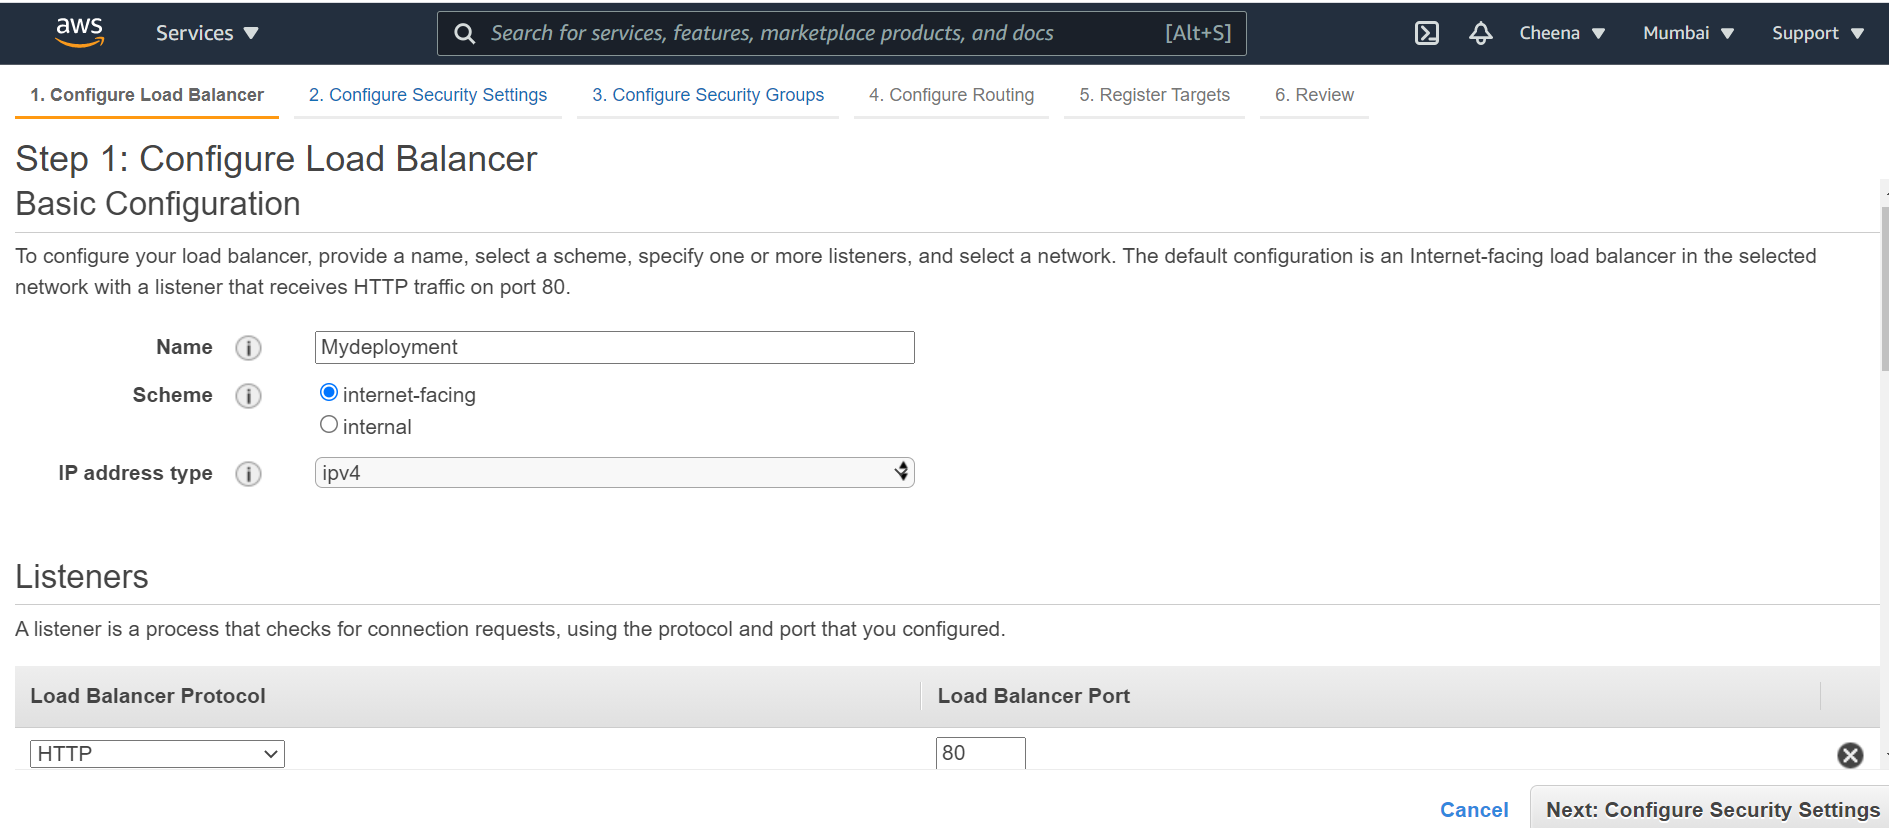 aws Services Search for services, features, marketplace products, and docs [Alt+S] Cheena Mumbai Support
1. Configure Load Balancer 2. Configure Security Settings 3. Configure Security Groups 4. Configure Routing 5. Register Targets 6. Review
Step 1: Configure Load Balancer
Basic Configuration
To configure your load balancer, provide a name, select a scheme, specify one or more listeners, and select a network. The default configuration is an Internet-facing load balancer in the selected
network with a listener that receives HTTP traffic on port 80.
Name i Mydeployment
Scheme i internet-facing
internal
IP address type i ipv4
Listeners
A listener is a process that checks for connection requests, using the protocol and port that you configured.
Load Balancer Protocol Load Balancer Port
HTTP 80
Cancel Next: Configure Security Settings